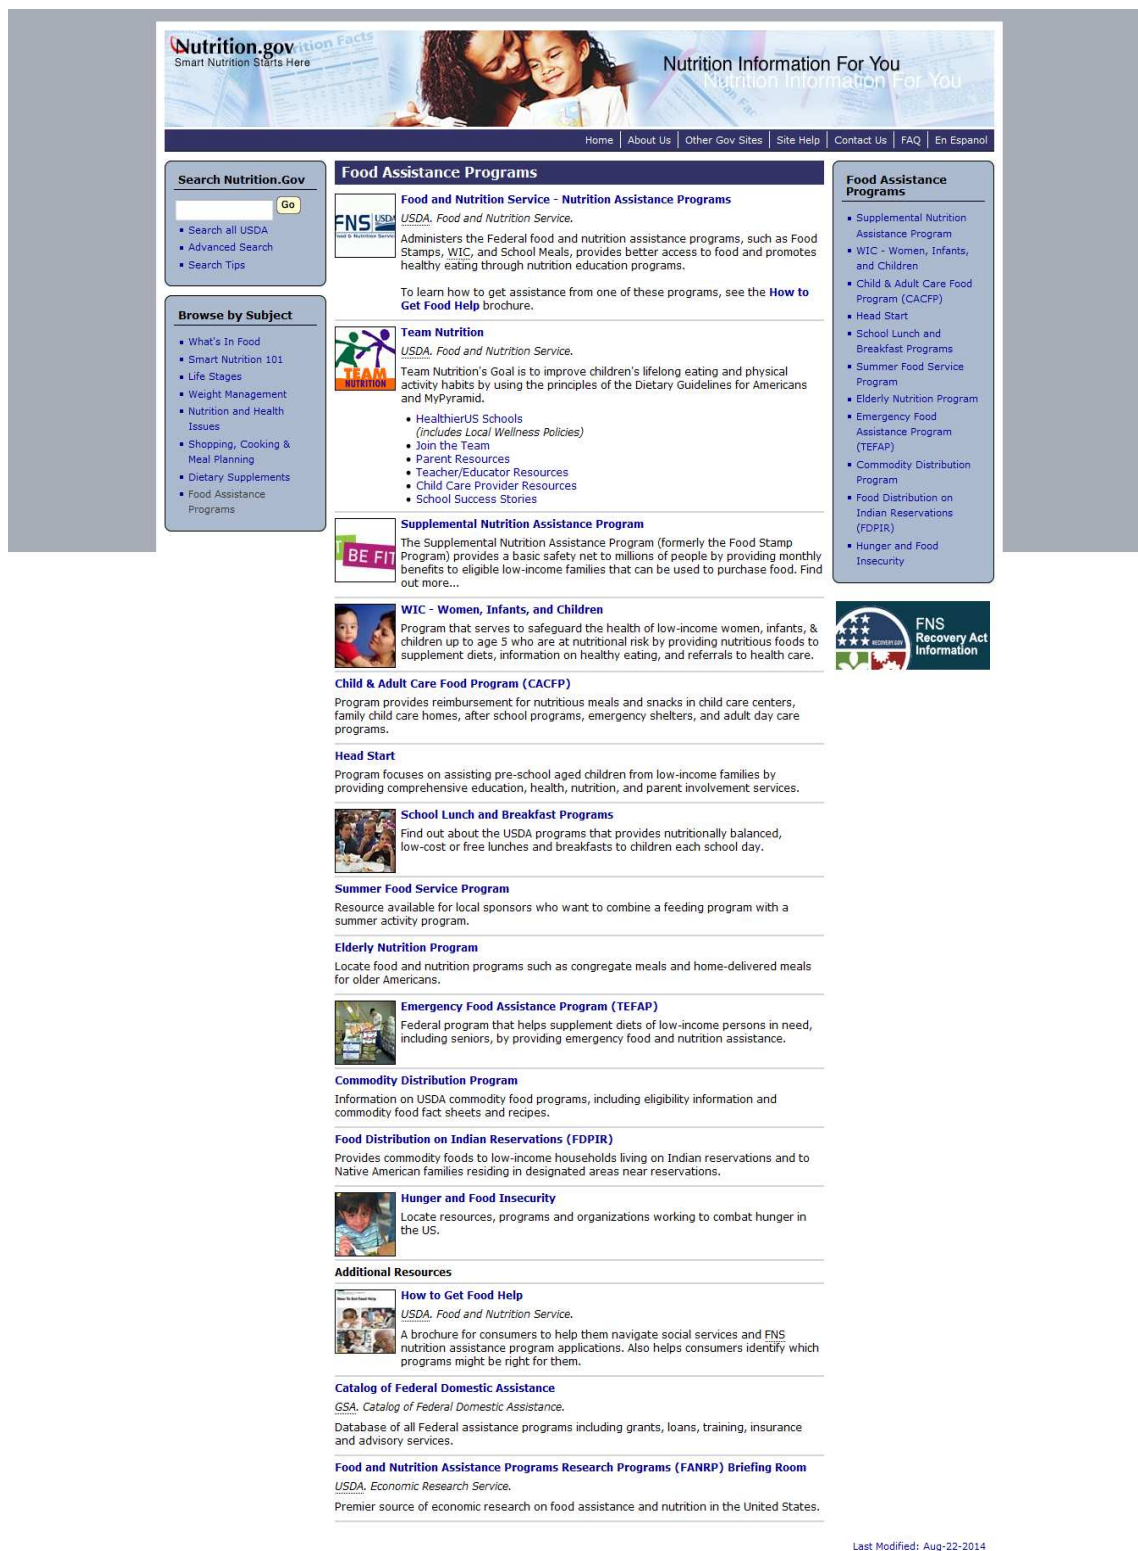 Nutrition.gov
Smart Nutrition Starts Here
Nutrition Facts
Nutrition Information For You
Nutrition Information For You
Home
About Us
Other Gov Sites
Site Help
Contact Us
FAQ
En Espanol
Search Nutrition.Gov
Go
Search all USDA
Advanced Search
Search Tips
Browse by Subject
What's In Food
Smart Nutrition 101
Life Stages
Weight Management
Nutrition and Health
Issues
Shopping, Cooking &
Meal Planning
Dietary Supplements
Food Assistance
Programs
Food Assistance Programs
FNS USDA
Food and Nutrition Service - Nutrition Assistance Programs
USDA. Food and Nutrition Service.
Administers the Federal food and nutrition assistance programs, such as Food
Stamps, WIC, and School Meals, provides better access to food and promotes
healthy eating through nutrition education programs.
To learn how to get assistance from one of these programs, see the How to
Get Food Help brochure.
TEAM
NUTRITION
Team Nutrition
USDA. Food and Nutrition Service.
Team Nutrition's Goal is to improve children's lifelong eating and physical
activity habits by using the principles of the Dietary Guidelines for Americans
and MyPyramid.
HealthierUS Schools
(includes Local Wellness Policies)
Join the Team
Parent Resources
Teacher/Educator Resources
Child Care Provider Resources
School Success Stories
BE FIT
Supplemental Nutrition Assistance Program
The Supplemental Nutrition Assistance Program (formerly the Food Stamp
Program) provides a basic safety net to millions of people by providing monthly
benefits to eligible low-income families that can be used to purchase food. Find
out more...
WIC - Women, Infants, and Children
Program that serves to safeguard the health of low-income women, infants, &
children up to age 5 who are at nutritional risk by providing nutritious foods to
supplement diets, information on healthy eating, and referrals to health care.
Child & Adult Care Food Program (CACFP)
Program provides reimbursement for nutritious meals and snacks in child care centers,
family child care homes, after school programs, emergency shelters, and adult day care
programs.
Head Start
Program focuses on assisting pre-school aged children from low-income families by
providing comprehensive education, health, nutrition, and parent involvement services.
School Lunch and Breakfast Programs
Find out about the USDA programs that provides nutritionally balanced,
low-cost or free lunches and breakfasts to children each school day.
Summer Food Service Program
Resource available for local sponsors who want to combine a feeding program with a
summer activity program.
Elderly Nutrition Program
Locate food and nutrition programs such as congregate meals and home-delivered meals
for older Americans.
Emergency Food Assistance Program (TEFAP)
Federal program that helps supplement diets of low-income persons in need,
including seniors, by providing emergency food and nutrition assistance.
Commodity Distribution Program
Information on USDA commodity food programs, including eligibility information and
commodity food fact sheets and recipes.
Food Distribution on Indian Reservations (FDPIR)
Provides commodity foods to low-income households living on Indian reservations and to
Native American families residing in designated areas near reservations.
Hunger and Food Insecurity
Locate resources, programs and organizations working to combat hunger in
the US.
Additional Resources
How To Get Food Help
How to Get Food Help
USDA. Food and Nutrition Service.
A brochure for consumers to help them navigate social services and FNS
nutrition assistance program applications. Also helps consumers identify which
programs might be right for them.
Catalog of Federal Domestic Assistance
GSA. Catalog of Federal Domestic Assistance.
Database of all Federal assistance programs including grants, loans, training, insurance
and advisory services.
Food and Nutrition Assistance Programs Research Programs (FANRP) Briefing Room
USDA. Economic Research Service.
Premier source of economic research on food assistance and nutrition in the United States.
Food Assistance
Programs
Supplemental Nutrition
Assistance Program
WIC - Women, Infants,
and Children
Child & Adult Care Food
Program (CACFP)
Head Start
School Lunch and
Breakfast Programs
Summer Food Service
Program
Elderly Nutrition Program
Emergency Food
Assistance Program
(TEFAP)
Commodity Distribution
Program
Food Distribution on
Indian Reservations
(FDPIR)
Hunger and Food
Insecurity
RECOVERY.GOV
FNS
Recovery Act
Information
Last Modified: Aug-22-2014